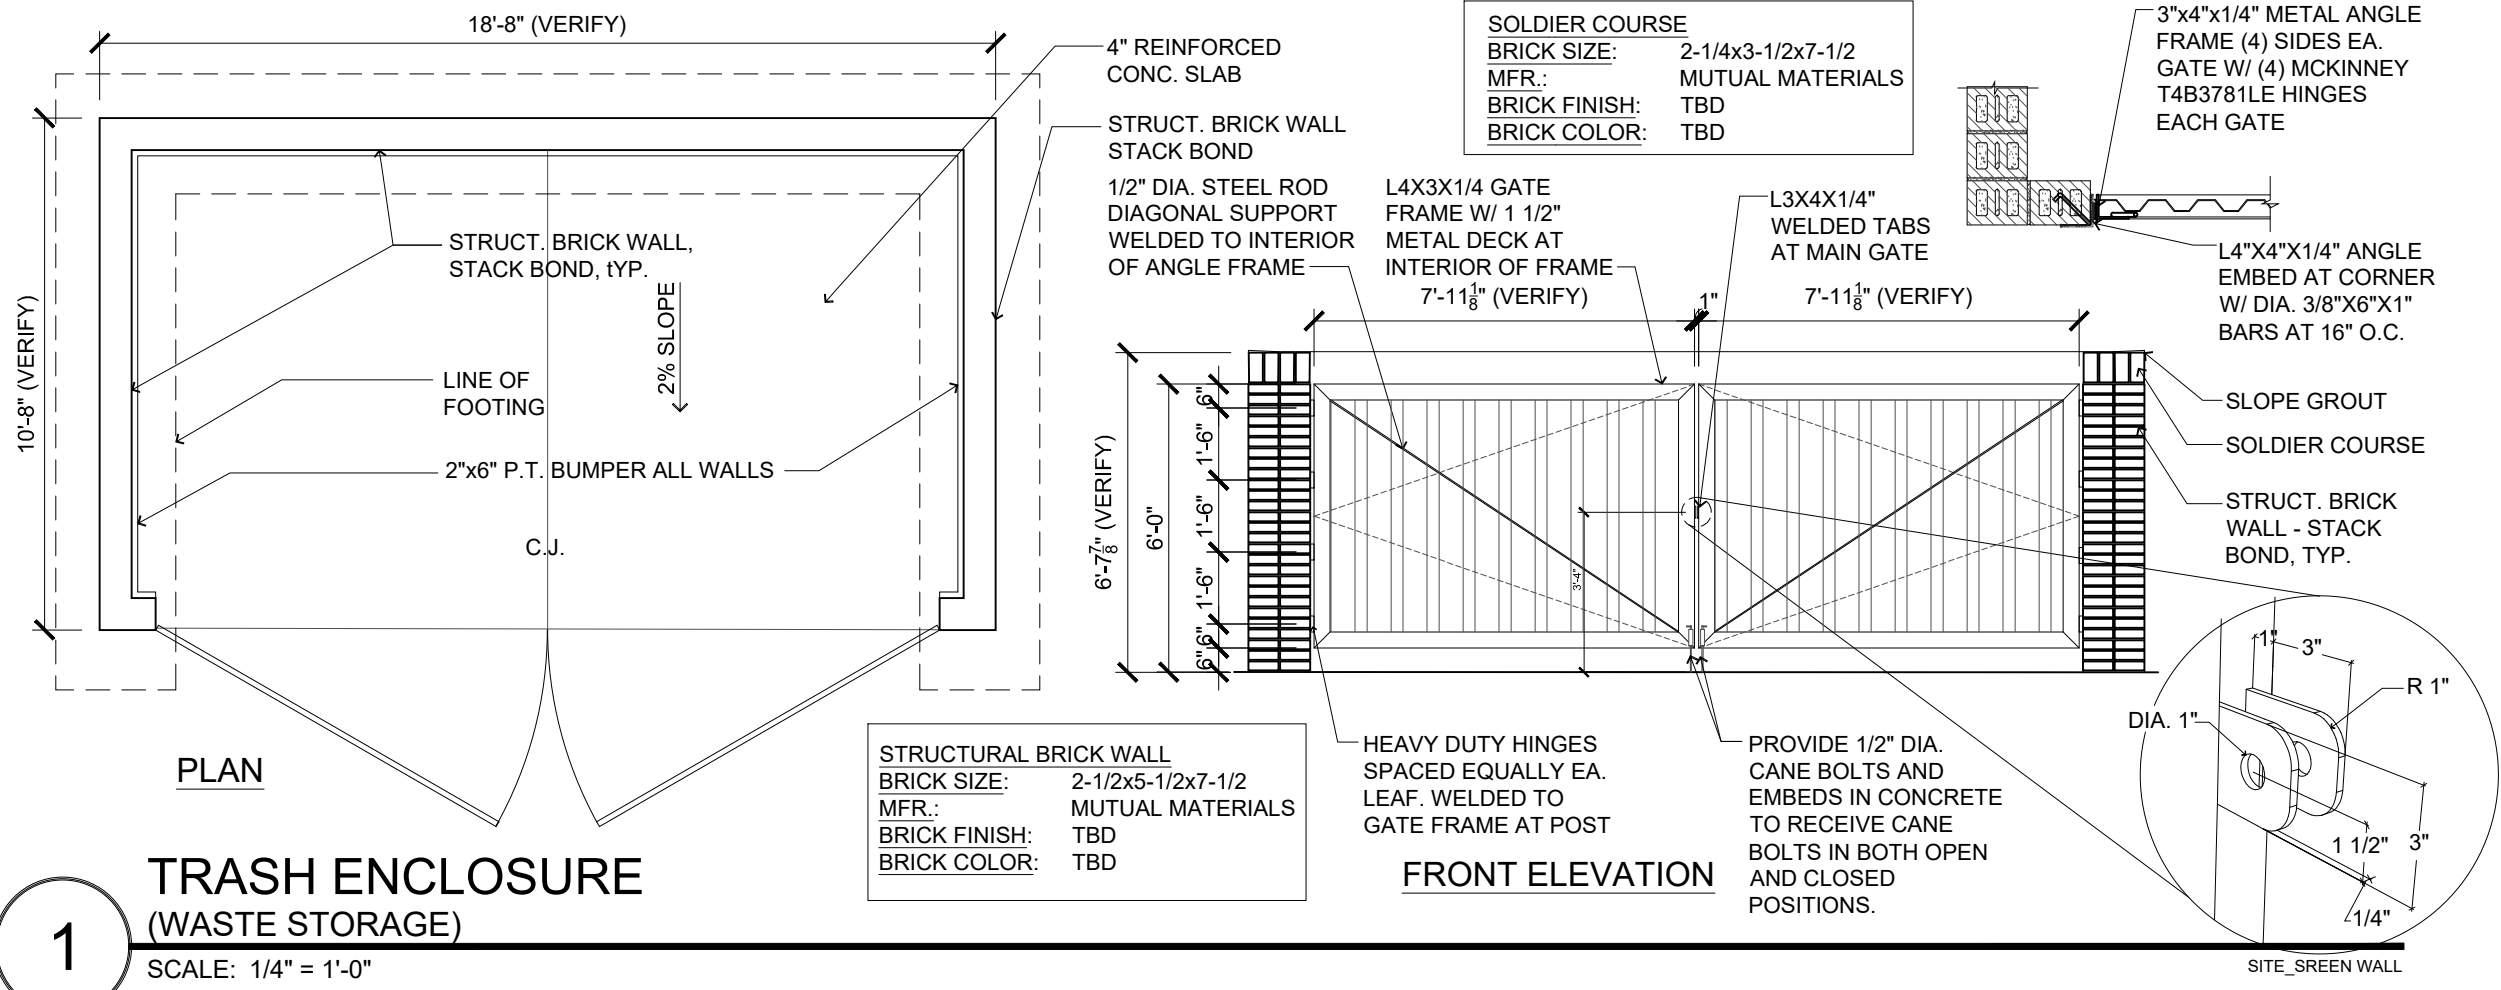 18'-8" (VERIFY)
10'-8" (VERIFY)
4" REINFORCED
CONC. SLAB
STRUCT. BRICK WALL
STACK BOND
STRUCT. BRICK WALL,
STACK BOND, tYP.
2% SLOPE
LINE OF
FOOTING
2"x6" P.T. BUMPER ALL WALLS
C.J.
PLAN
SOLDIER COURSE
BRICK SIZE: 2-1/4x3-1/2x7-1/2
MFR.: MUTUAL MATERIALS
BRICK FINISH: TBD
BRICK COLOR: TBD
3"x4"x1/4" METAL ANGLE
FRAME (4) SIDES EA.
GATE W/ (4) MCKINNEY
T4B3781LE HINGES
EACH GATE
L4"X4"X1/4" ANGLE
EMBED AT CORNER
W/ DIA. 3/8"X6"X1"
BARS AT 16" O.C.
1/2" DIA. STEEL ROD
DIAGONAL SUPPORT
WELDED TO INTERIOR
OF ANGLE FRAME
L4X3X1/4 GATE
FRAME W/ 1 1/2"
METAL DECK AT
INTERIOR OF FRAME
L3X4X1/4"
WELDED TABS
AT MAIN GATE
7'-11 1/8" (VERIFY)
1"
7'-11 1/8" (VERIFY)
6'-7 7/8" (VERIFY)
6'-0"
6"
1'-6"
1'-6"
1'-6"
6"
6"
3'-4"
SLOPE GROUT
SOLDIER COURSE
STRUCT. BRICK
WALL - STACK
BOND, TYP.
HEAVY DUTY HINGES
SPACED EQUALLY EA.
LEAF. WELDED TO
GATE FRAME AT POST
PROVIDE 1/2" DIA.
CANE BOLTS AND
EMBEDS IN CONCRETE
TO RECEIVE CANE
BOLTS IN BOTH OPEN
AND CLOSED
POSITIONS.
FRONT ELEVATION
1"
3"
R 1"
DIA. 1"
1 1/2"
3"
1/4"
STRUCTURAL BRICK WALL
BRICK SIZE: 2-1/2x5-1/2x7-1/2
MFR.: MUTUAL MATERIALS
BRICK FINISH: TBD
BRICK COLOR: TBD
1
TRASH ENCLOSURE
(WASTE STORAGE)
SCALE: 1/4" = 1'-0"
SITE_SREEN WALL